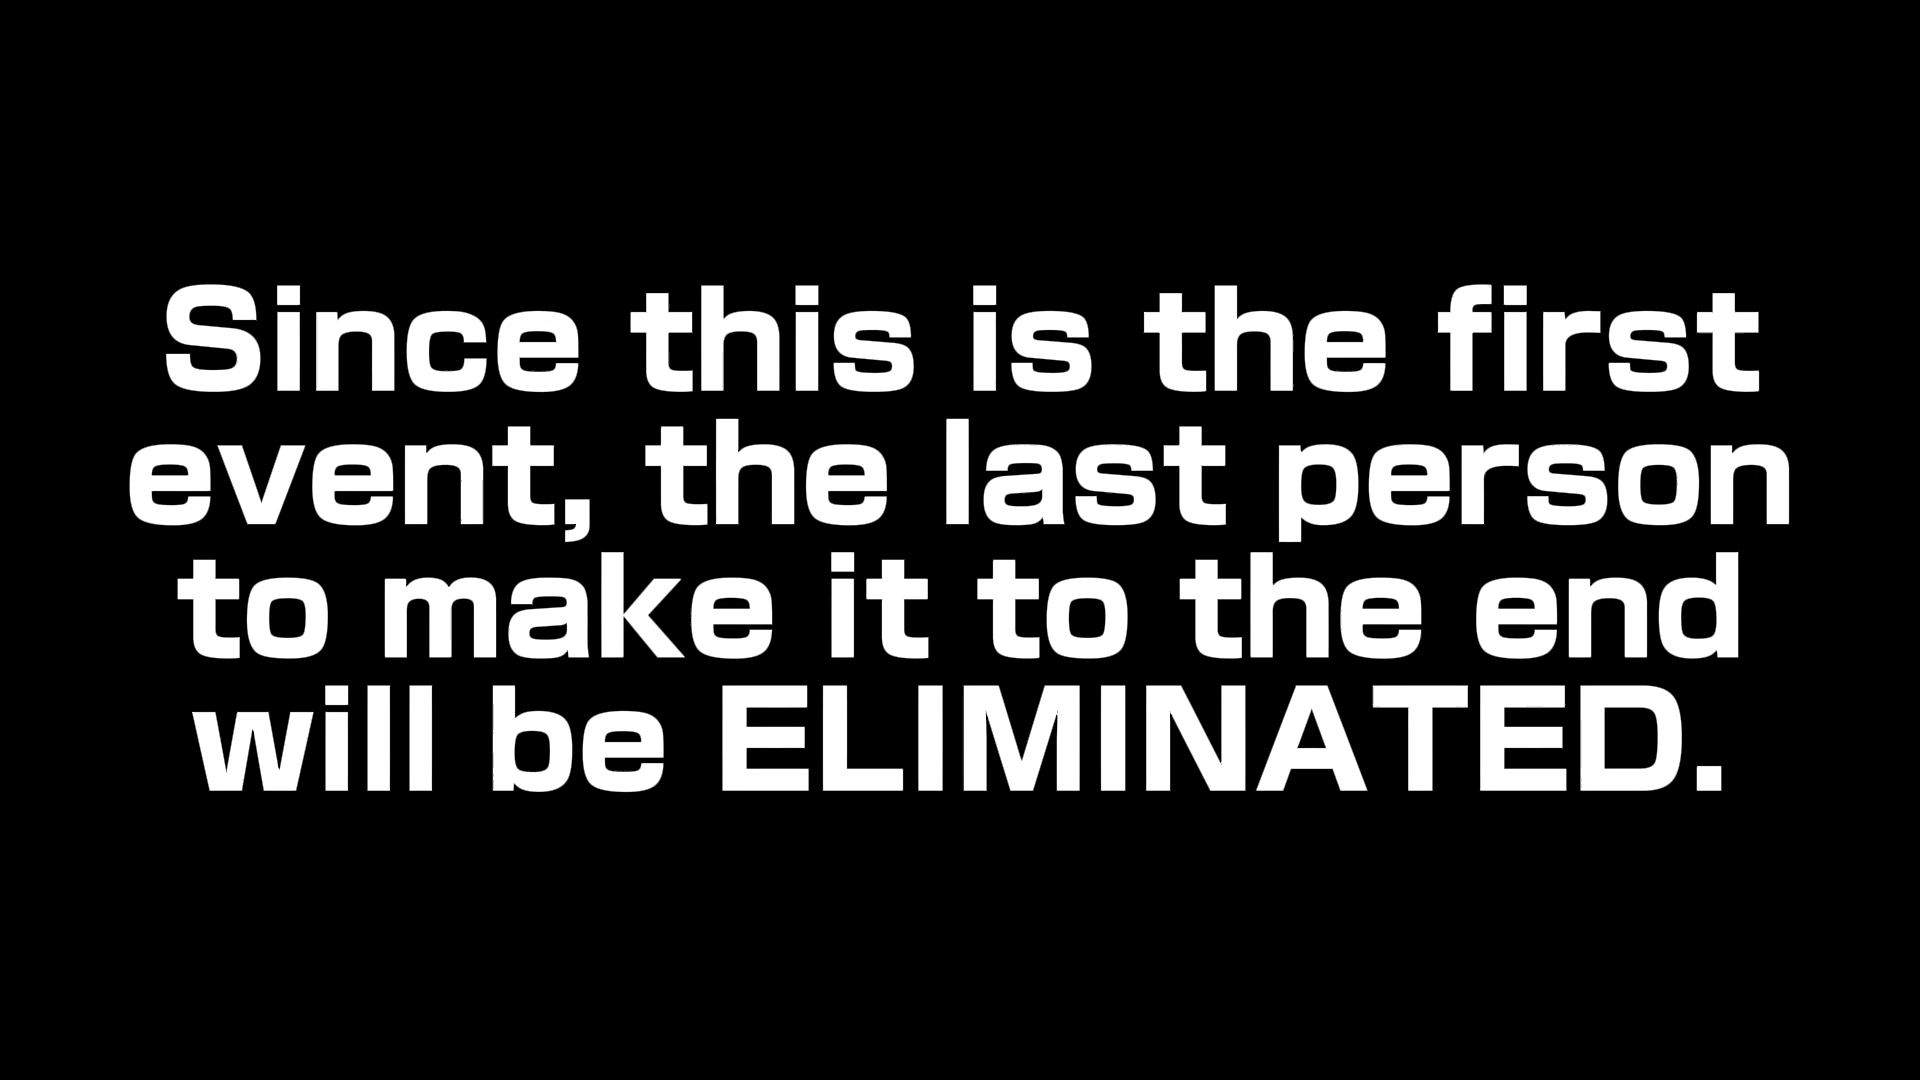 Since this is the first
event, the last person
to make it to the end
will be ELIMINATED.